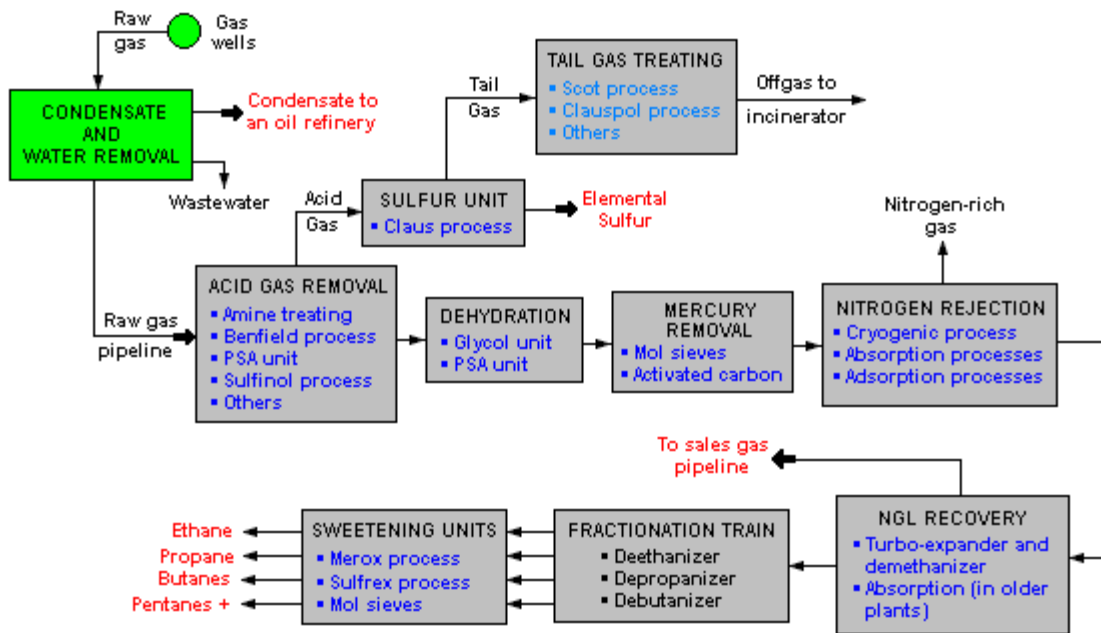 Raw
gas
Gas
wells
CONDENSATE
AND
WATER REMOVAL
Condensate to
an oil refinery
Wastewater
Raw gas
pipeline
Acid
Gas
SULFUR UNIT
▪ Claus process
Elemental
Sulfur
Tail
Gas
TAIL GAS TREATING
▪ Scot process
▪ Clauspol process
▪ Others
Offgas to
incinerator
ACID GAS REMOVAL
▪ Amine treating
▪ Benfield process
▪ PSA unit
▪ Sulfinol process
▪ Others
DEHYDRATION
▪ Glycol unit
▪ PSA unit
MERCURY
REMOVAL
▪ Mol sieves
▪ Activated carbon
Nitrogen-rich
gas
NITROGEN REJECTION
▪ Cryogenic process
▪ Absorption processes
▪ Adsorption processes
To sales gas
pipeline
NGL RECOVERY
▪ Turbo-expander and
demethanizer
▪ Absorption (in older
plants)
FRACTIONATION TRAIN
▪ Deethanizer
▪ Depropanizer
▪ Debutanizer
SWEETENING UNITS
▪ Merox process
▪ Sulfrex process
▪ Mol sieves
Ethane
Propane
Butanes
Pentanes +